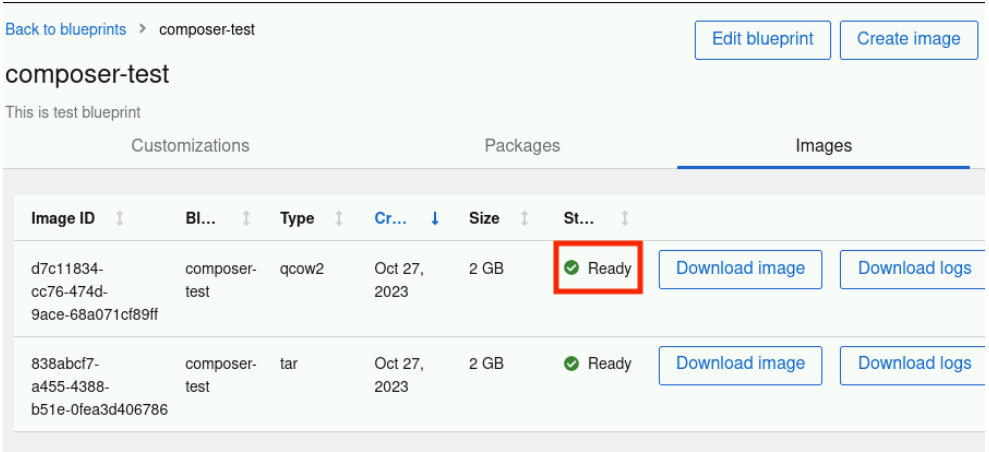 Back to blueprints > composer-test
Edit blueprint
Create image
composer-test
This is test blueprint
Customizations
Packages
Images
Image ID Bl... Type Cr... Size St...
d7c11834- composer- qcow2 Oct 27, 2 GB Ready Download image Download logs
cc76-474d- test 2023
9ace-68a071cf89ff
838abcf7- composer- tar Oct 27, 2 GB Ready Download image Download logs
a455-4388- test 2023
b51e-0fea3d406786